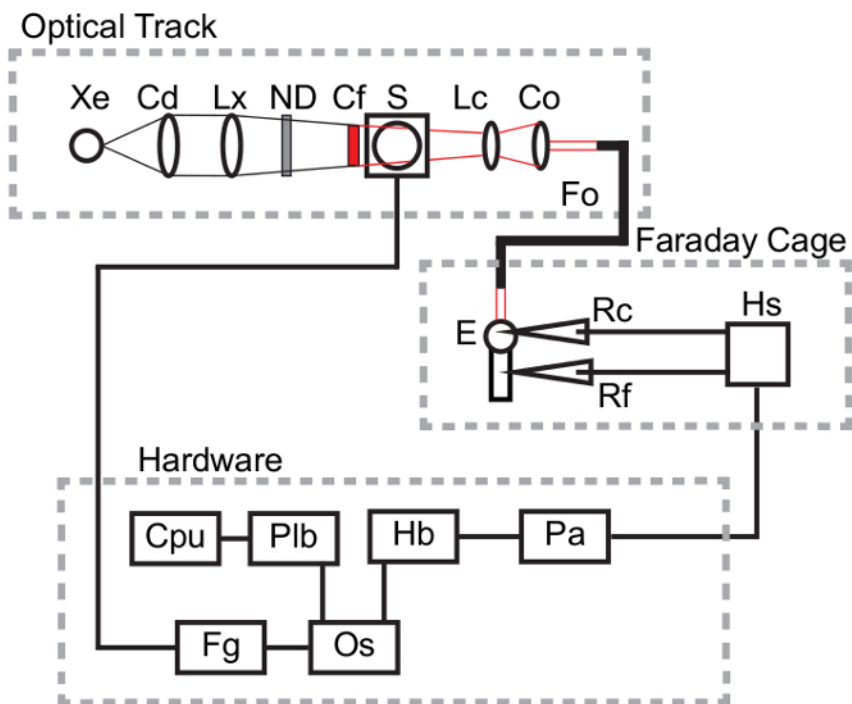 Optical Track
Xe Cd Lx ND Cf S Lc Co
Fo
Faraday Cage
Hs
Rc
E
Rf
Hardware
Cpu Plb Hb Pa
Fg Os